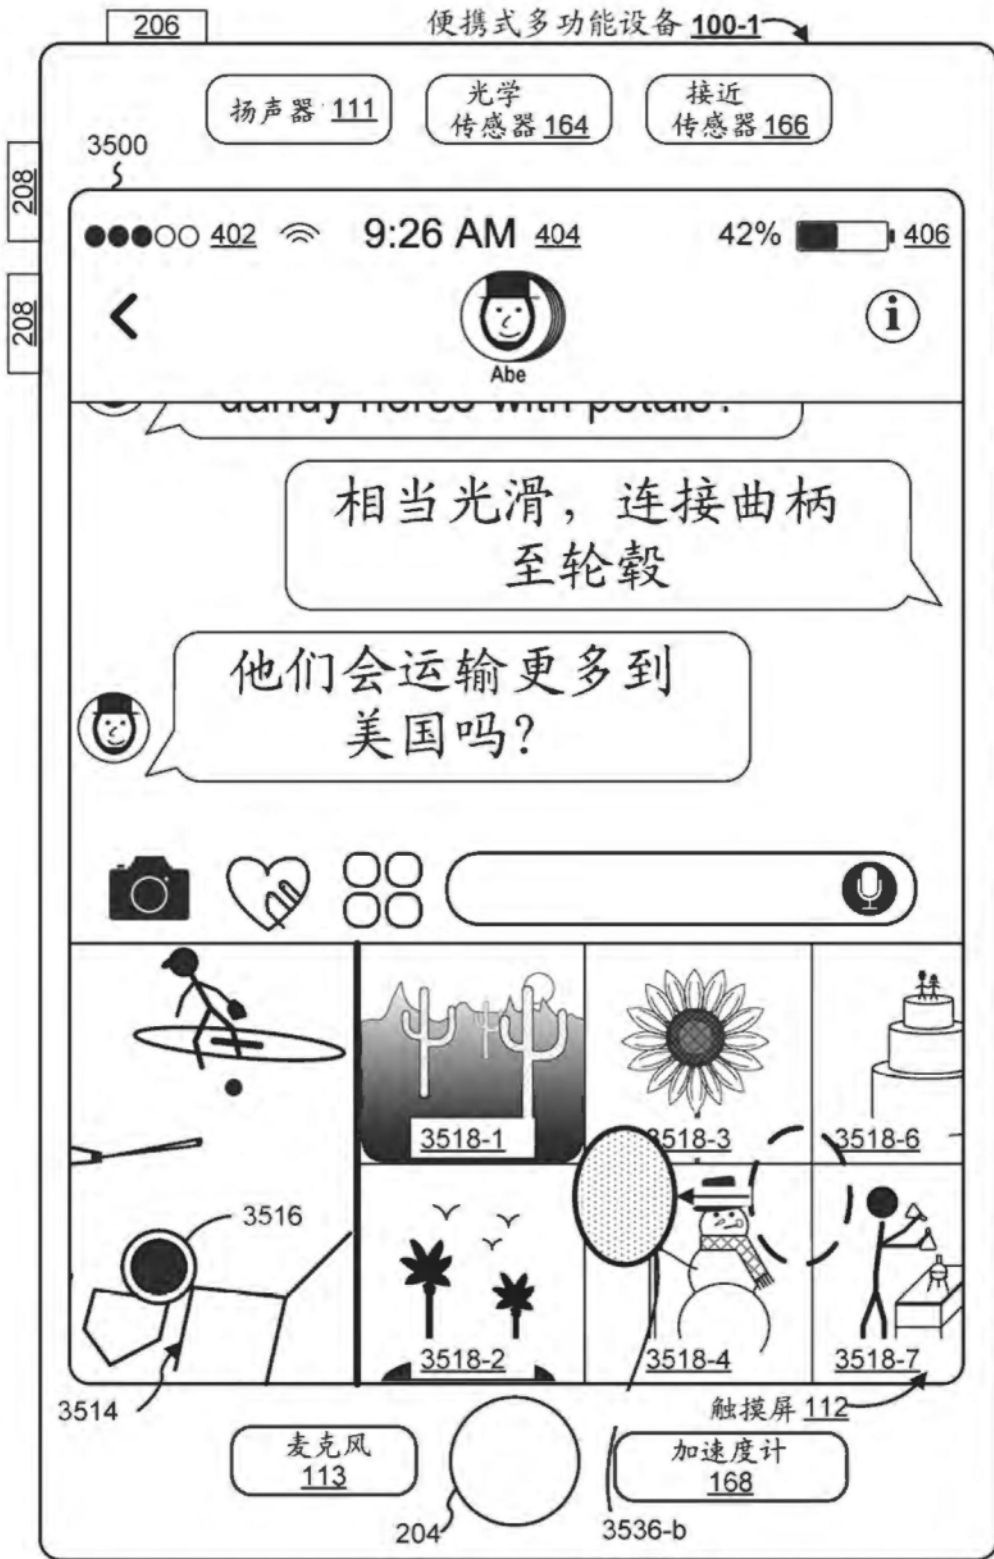 206
便携式多功能设备 100-1
扬声器 111
光学
传感器 164
接近
传感器 166
3500
208
208
402
9:26 AM 404
42%
406
Abe
dandy horse with petals?
相当光滑，连接曲柄
至轮毂
他们会运输更多到
美国吗？
3518-1
3518-3
3518-6
3516
3518-2
3518-4
3518-7
3514
触摸屏 112
麦克风
113
加速度计
168
204
3536-b